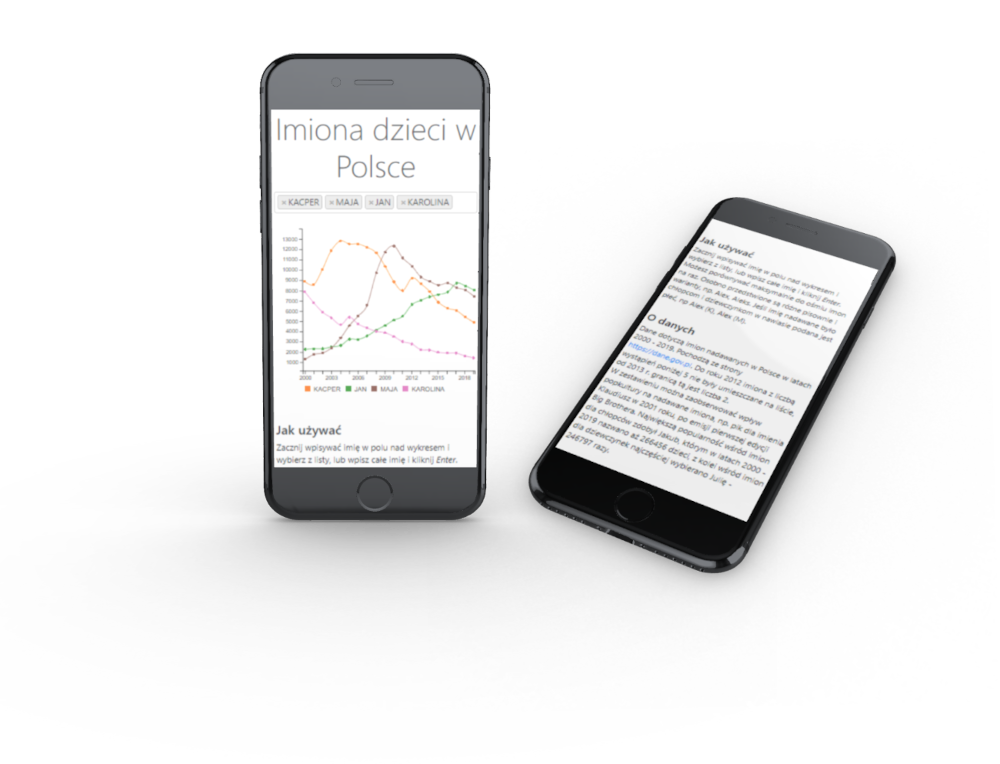 Imiona dzieci w
Polsce
× KACPER × MAJA × JAN × KAROLINA
13000
12000
11000
10000
9000
8000
7000
6000
5000
4000
3000
2000
1000
2000 2003 2006 2009 2012 2015 2018
KACPER JAN MAJA KAROLINA
Jak używać
Zacznij wpisywać imię w polu nad wykresem i
wybierz z listy, lub wpisz całe imię i kliknij Enter.
Jak używać
Zacznij wpisywać imię w polu nad wykresem i
wybierz z listy, lub wpisz całe imię i kliknij Enter.
Możesz porównywać maksymalnie do ośmiu imion
na raz. Osobno przedstawione są różne pisownie i
warianty, np. Alex, Aleks. Jeśli imię nadawane było
chłopcom i dziewczynkom w nawiasie podana jest
płeć, np Alex (K), Alex (M).
O danych
Dane dotyczą imion nadawanych w Polsce w latach
2000 - 2019. Pochodzą ze strony
https://dane.gov.pl. Do roku 2012 imiona z liczbą
wystąpień poniżej 5 nie były umieszczane na liście,
od 2013 r. granicą tą jest liczba 2.
W zestawieniu można zaobserwować wpływ
popkultury na nadawane imiona, np. pik dla imienia
Klaudiusz w 2001 roku, po emisji pierwszej edycji
Big Brothera. Największą popularność wśród imion
dla chłopców zdobył Jakub, którym w latach 2000 -
2019 nazwano aż 266456 dzieci, z kolei wśród imion
dla dziewczynek najczęściej wybierano Julię -
246797 razy.